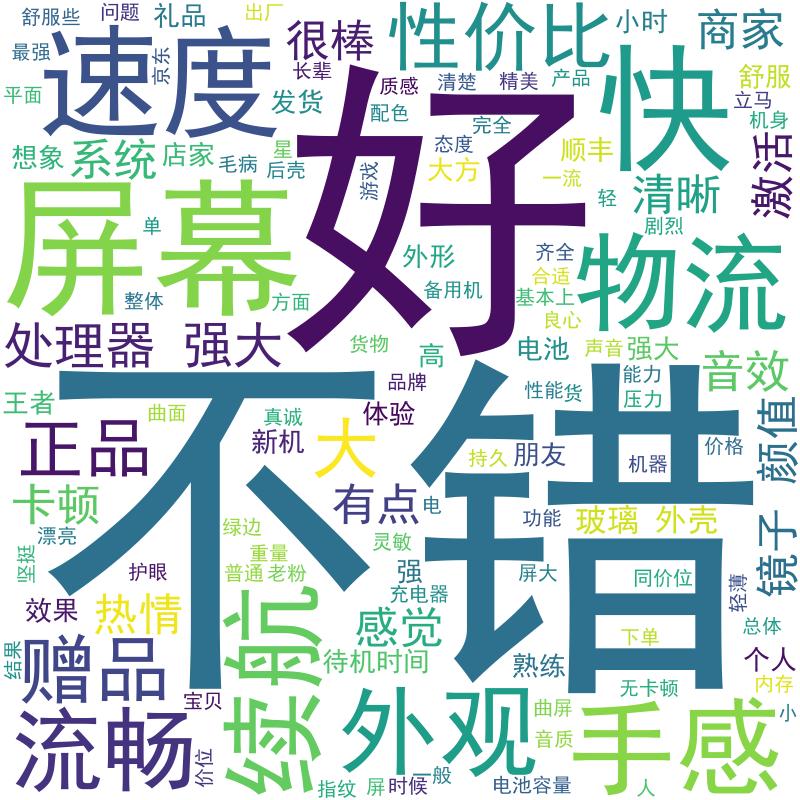 舒服些
问题
礼品
出厂
性价比
小时
商家
最强
速度
京东
很棒
长辈
快
平面
发货
质感
清楚
精美
产品
舒服
立马
好
配色
机身
想象
系统
店家
星
完全
态度
顺丰
激活
毛病
后壳
游戏
大方
一流
轻
清晰
剧烈
屏幕
单
外形
齐全
物流
合适
整体
方面
备用机
基本上
良心
处理器
强大
货物
高
电池
声音
强大
音效
王者
曲面
真诚
品牌
体验
性能
货
能力
压力
不错
正品
新机
大
持久
朋友
机器
价格
颜值
卡顿
有点
电
功能
玻璃
外壳
镜子
漂亮
绿边
灵敏
坚挺
护眼
重量
普通
老粉
强
屏大
同价位
轻薄
充电器
效果
热情
续航
感觉
下单
总体
结果
赠品
待机时间
熟练
个人
宝贝
无卡顿
内存
流畅
外观
曲屏
手感
小
音质
价位
指纹
屏
时候
一般
电池容量
人